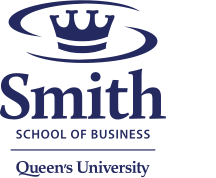 Smith
SCHOOL OF BUSINESS
Queen's University